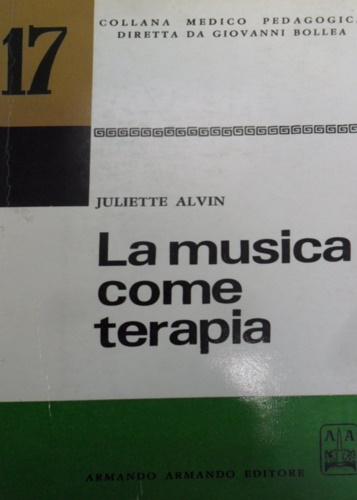 17
COLLANA MEDICO PEDAGOGICA
DIRETTA DA GIOVANNI BOLLEA
JULIETTE ALVIN
La musica
come
terapia
A A
ARMANDO ARMANDO EDITORE